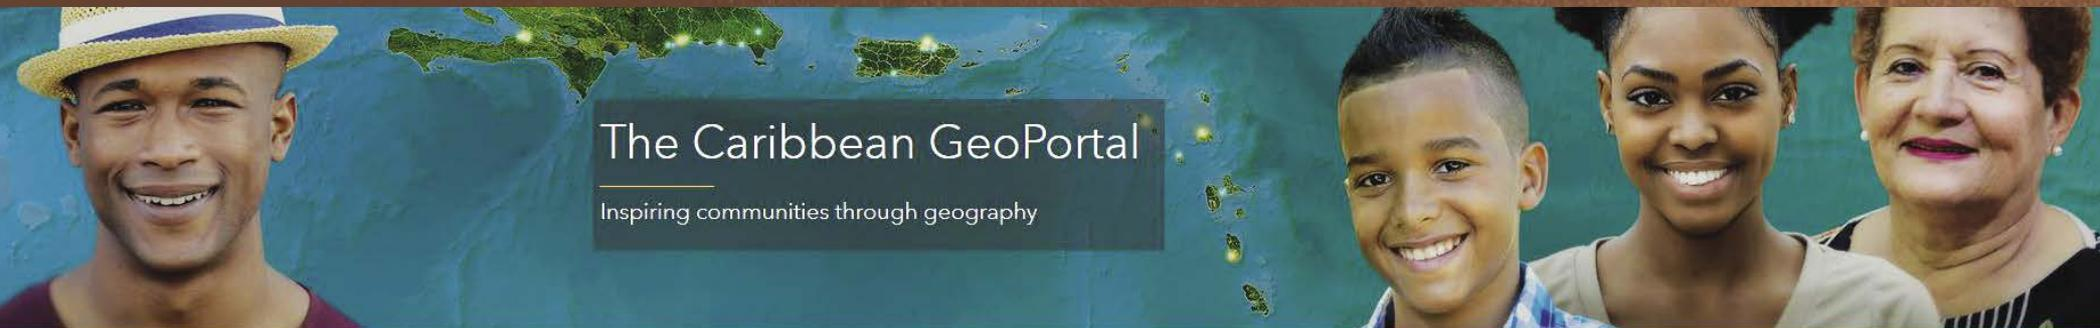 The Caribbean GeoPortal
Inspiring communities through geography